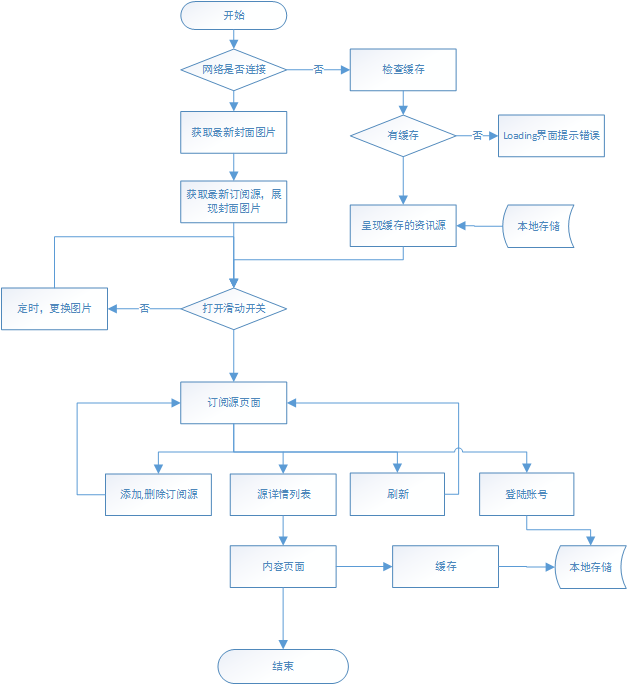 开始
网络是否连接
否
检查缓存
获取最新封面图片
有缓存
否
Loading界面提示错误
获取最新订阅源，展
现封面图片
呈现缓存的资讯源
本地存储
定时，更换图片
否
打开滑动开关
订阅源页面
添加,删除订阅源
源详情列表
刷新
登陆账号
内容页面
缓存
本地存储
结束